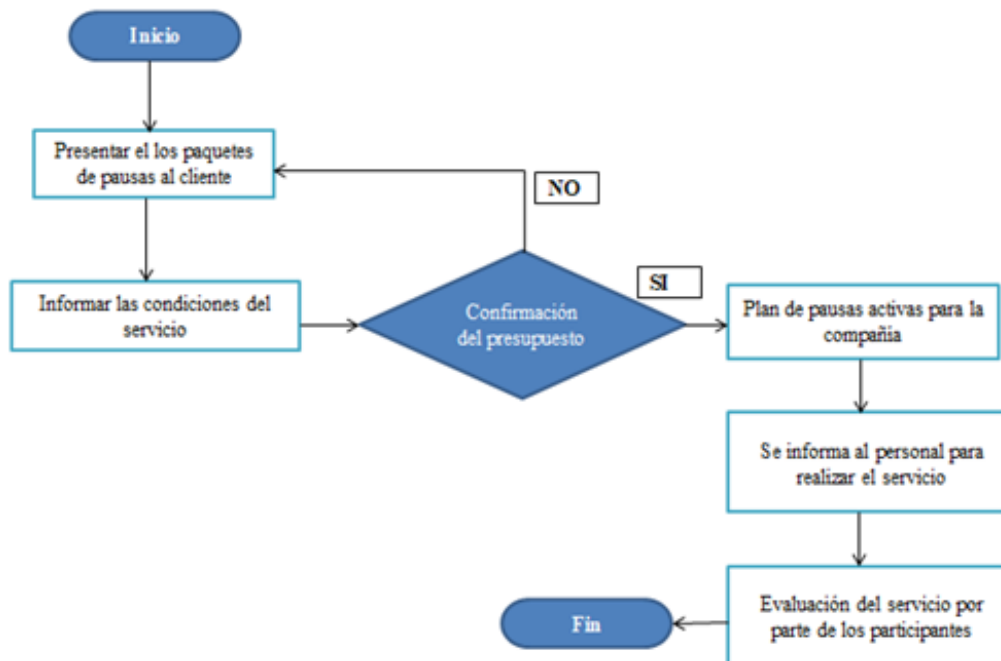 Inicio
Presentar el los paquetes
de pausas al cliente
NO
Informar las condiciones del
servicio
Confirmación
del presupuesto
SI
Plan de pausas activas para la
compañia
Se informa al personal para
realizar el servicio
Evaluación del servicio por
parte de los participantes
Fin